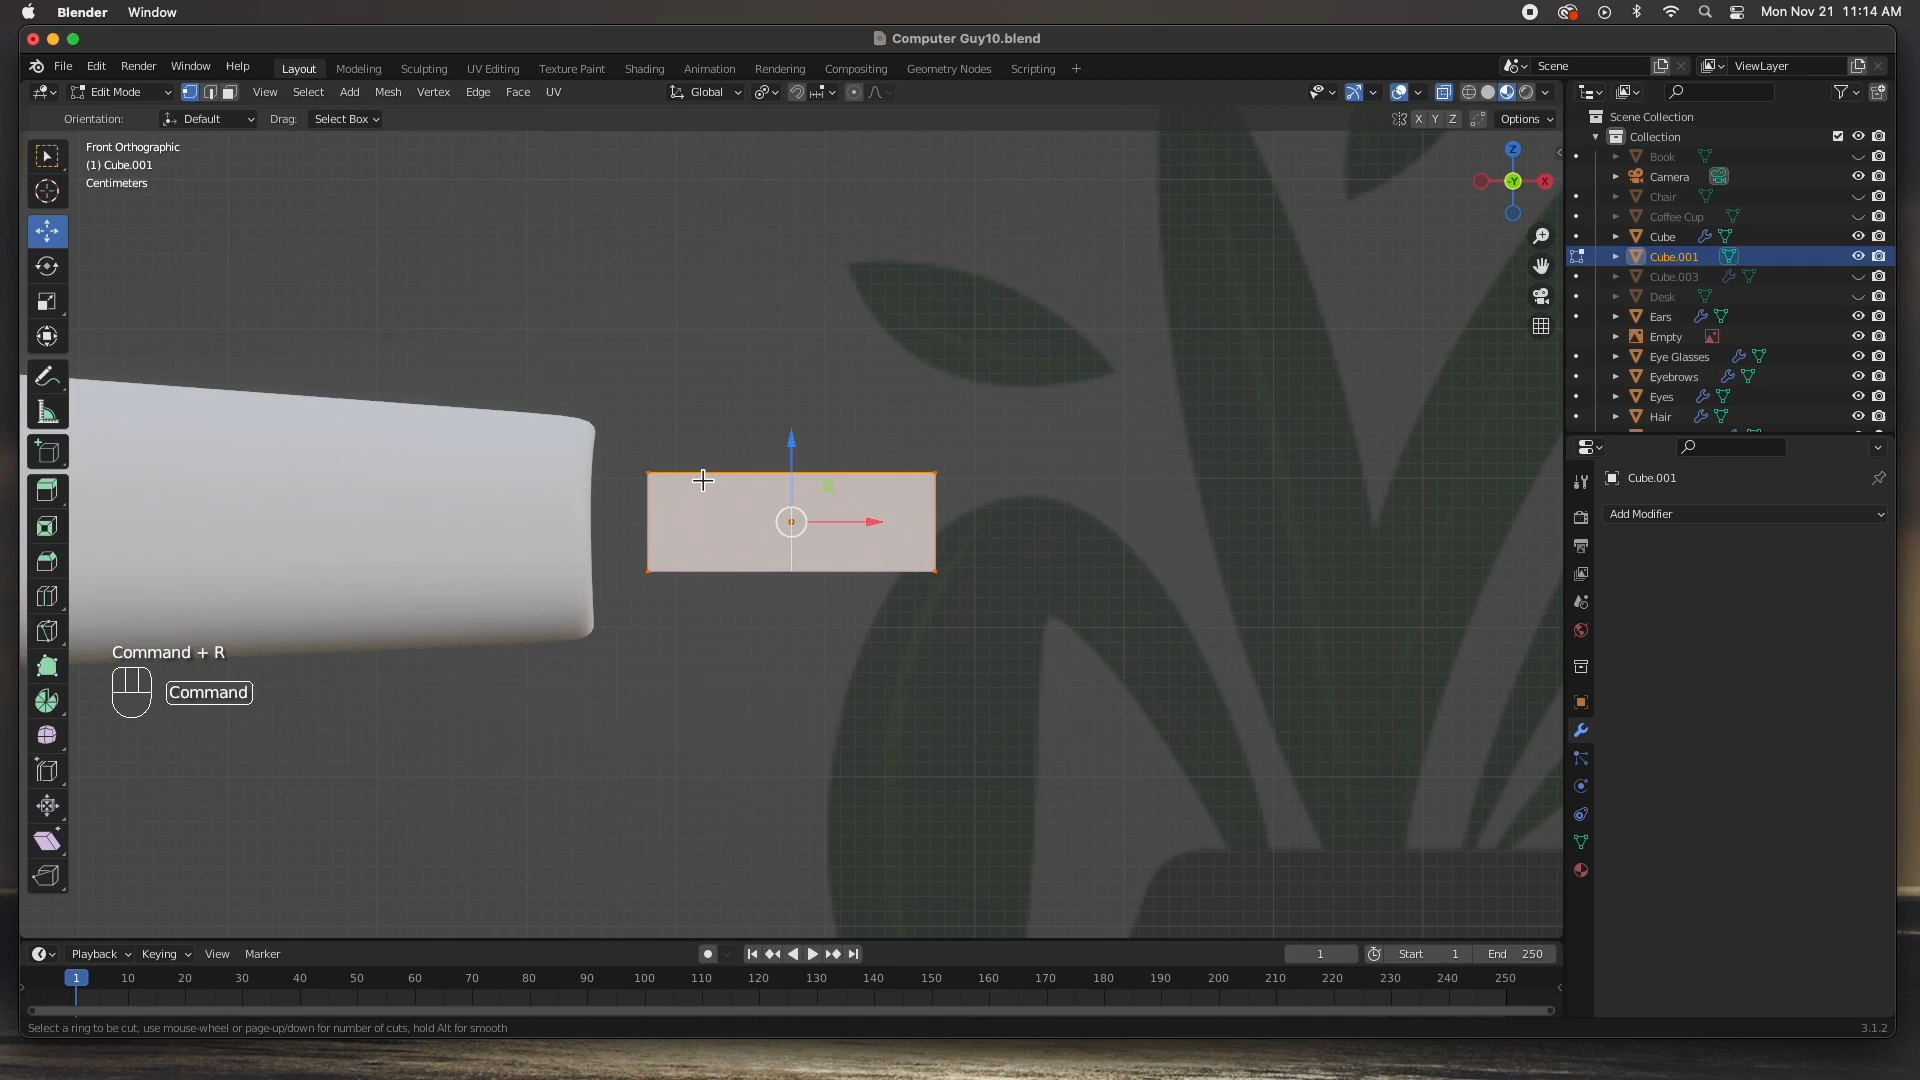 Blender Window
Mon Nov 21 11:14 AM
Computer Guy10.blend
File Edit Render Window Help
Layout Modeling Sculpting UV Editing Texture Paint Shading Animation Rendering Compositing Geometry Nodes Scripting +
Scene
ViewLayer
Edit Mode
View Select Add Mesh Vertex Edge Face UV
Global
Orientation: Default Drag: Select Box
X Y Z Options
Front Orthographic
(1) Cube.001
Centimeters
Z
-Y
X
Scene Collection
Collection
Book
Camera
Chair
Coffee Cup
Cube
Cube.001
Cube.003
Desk
Ears
Empty
Eye Glasses
Eyebrows
Eyes
Hair
Cube.001
Add Modifier
Command + R
Command
Playback Keying View Marker
1
Start 1 End 250
1 10 20 30 40 50 60 70 80 90 100 110 120 130 140 150 160 170 180 190 200 210 220 230 240 250
Select a ring to be cut, use mouse-wheel or page-up/down for number of cuts, hold Alt for smooth
3.1.2